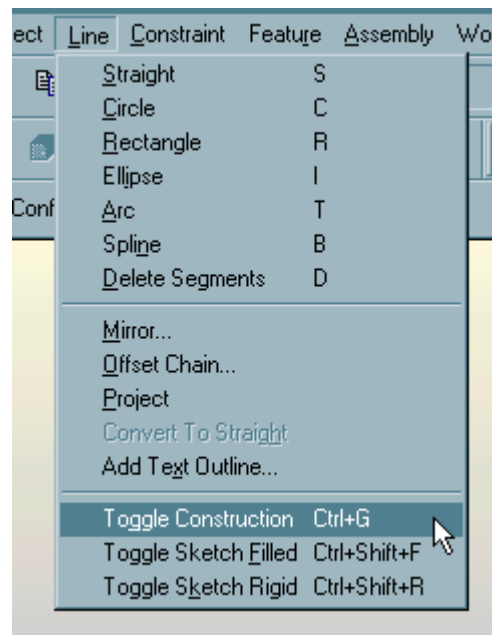 ect Line Constraint Feature Assembly Wo
Straight S
Circle C
Rectangle R
Ellipse I
Arc T
Spline B
Delete Segments D
Conf
Mirror...
Offset Chain...
Project
Convert To Straight
Add Text Outline...
Toggle Construction Ctrl+G
Toggle Sketch Filled Ctrl+Shift+F
Toggle Sketch Rigid Ctrl+Shift+R